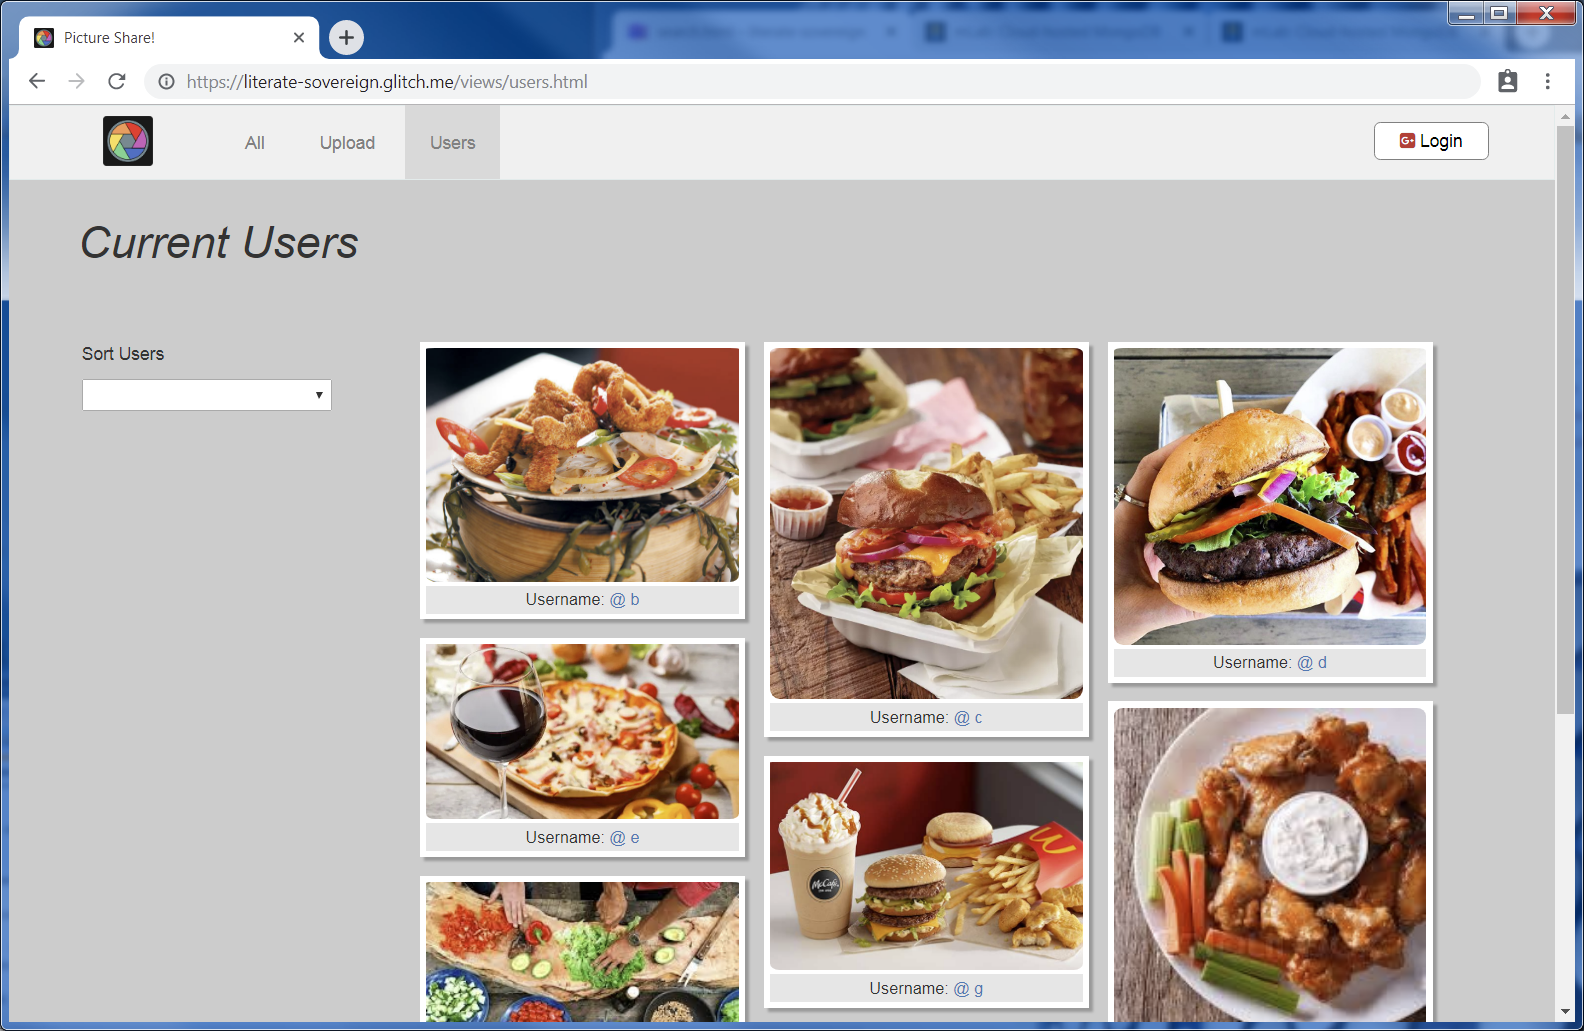 Picture Share!
https://literate-sovereign.glitch.me/views/users.html
All
Upload
Users
G+ Login
Current Users
Sort Users
Username: @ b
Username: @ c
Username: @ d
Username: @ e
McCafé
Username: @ g